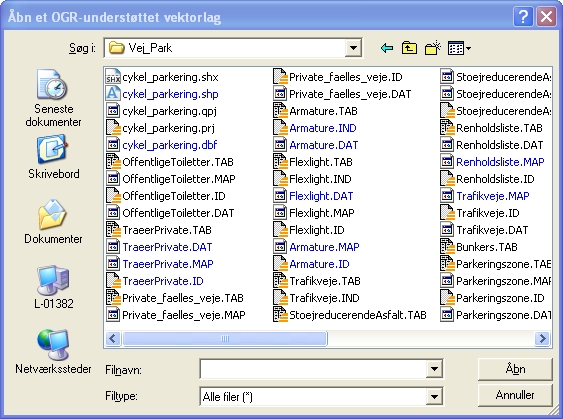 Åbn et OGR-understøttet vektorlag
Søg i:
Vej_Park
Seneste
dokumenter
Skrivebord
Dokumenter
L-01382
Netværkssteder
cykel_parkering.shx
cykel_parkering.shp
cykel_parkering.qpj
cykel_parkering.prj
cykel_parkering.dbf
OffentligeToiletter.TAB
OffentligeToiletter.MAP
OffentligeToiletter.ID
OffentligeToiletter.DAT
TraeerPrivate.TAB
TraeerPrivate.DAT
TraeerPrivate.MAP
TraeerPrivate.ID
Private_faelles_veje.TAB
Private_faelles_veje.MAP
Private_faelles_veje.ID
Private_faelles_veje.DAT
Armature.TAB
Armature.IND
Armature.DAT
Flexlight.TAB
Flexlight.IND
Flexlight.DAT
Flexlight.MAP
Flexlight.ID
Armature.MAP
Armature.ID
Trafikveje.TAB
Trafikveje.IND
StoejreducerendeAsfalt.TAB
StoejreducerendeAs
StoejreducerendeAs
StoejreducerendeAs
Renholdsliste.TAB
Renholdsliste.DAT
Renholdsliste.MAP
Renholdsliste.ID
Trafikveje.MAP
Trafikveje.ID
Trafikveje.DAT
Bunkers.TAB
Parkeringszone.TAB
Parkeringszone.MAP
Parkeringszone.ID
Parkeringszone.DAT
Filnavn:
Åbn
Filtype:
Alle filer (*)
Annuller